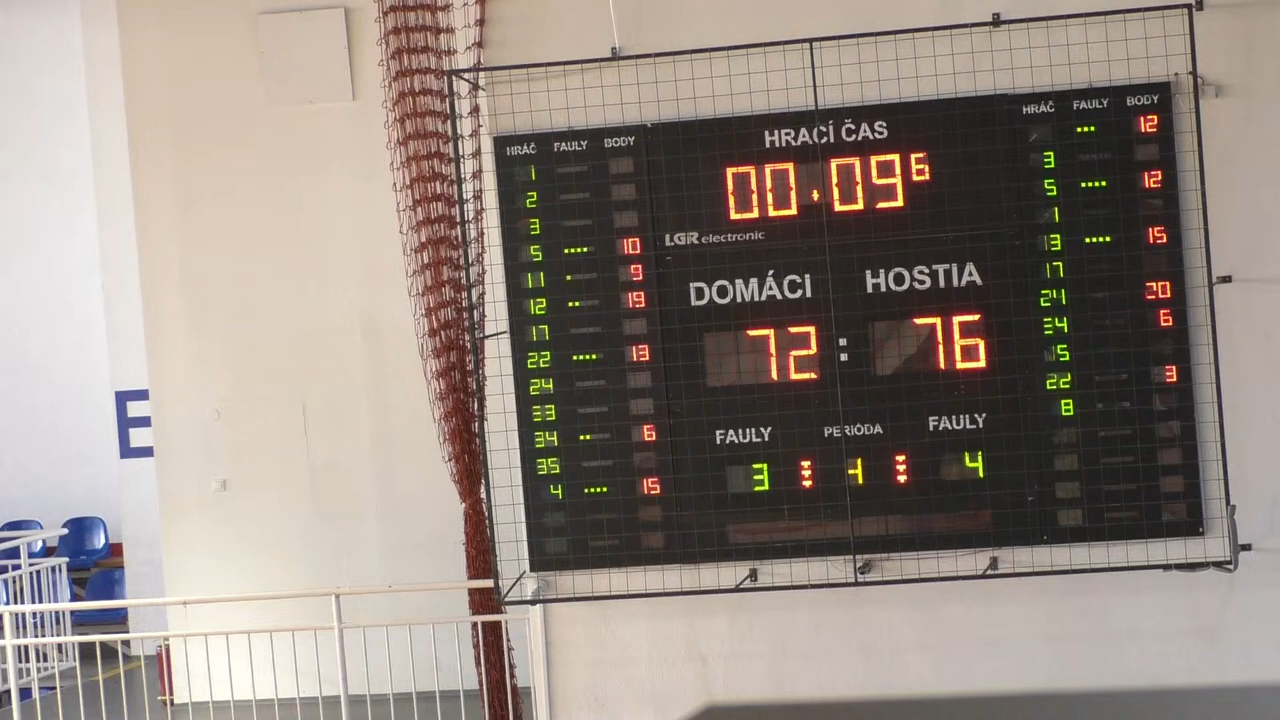 HRÁČ FAULY BODY
HRACÍ ČAS
HRÁČ FAULY BODY
00.09 6
LGR electronic
DOMÁCI HOSTIA
72 : 76
FAULY PERIÓDA FAULY
3 4 4
1
2
3
5 10
11 9
12 19
17
22 13
24
33
34 6
35
4 15
12
3
5 12
1
13 15
17
24 20
34 6
15
22 3
8
E